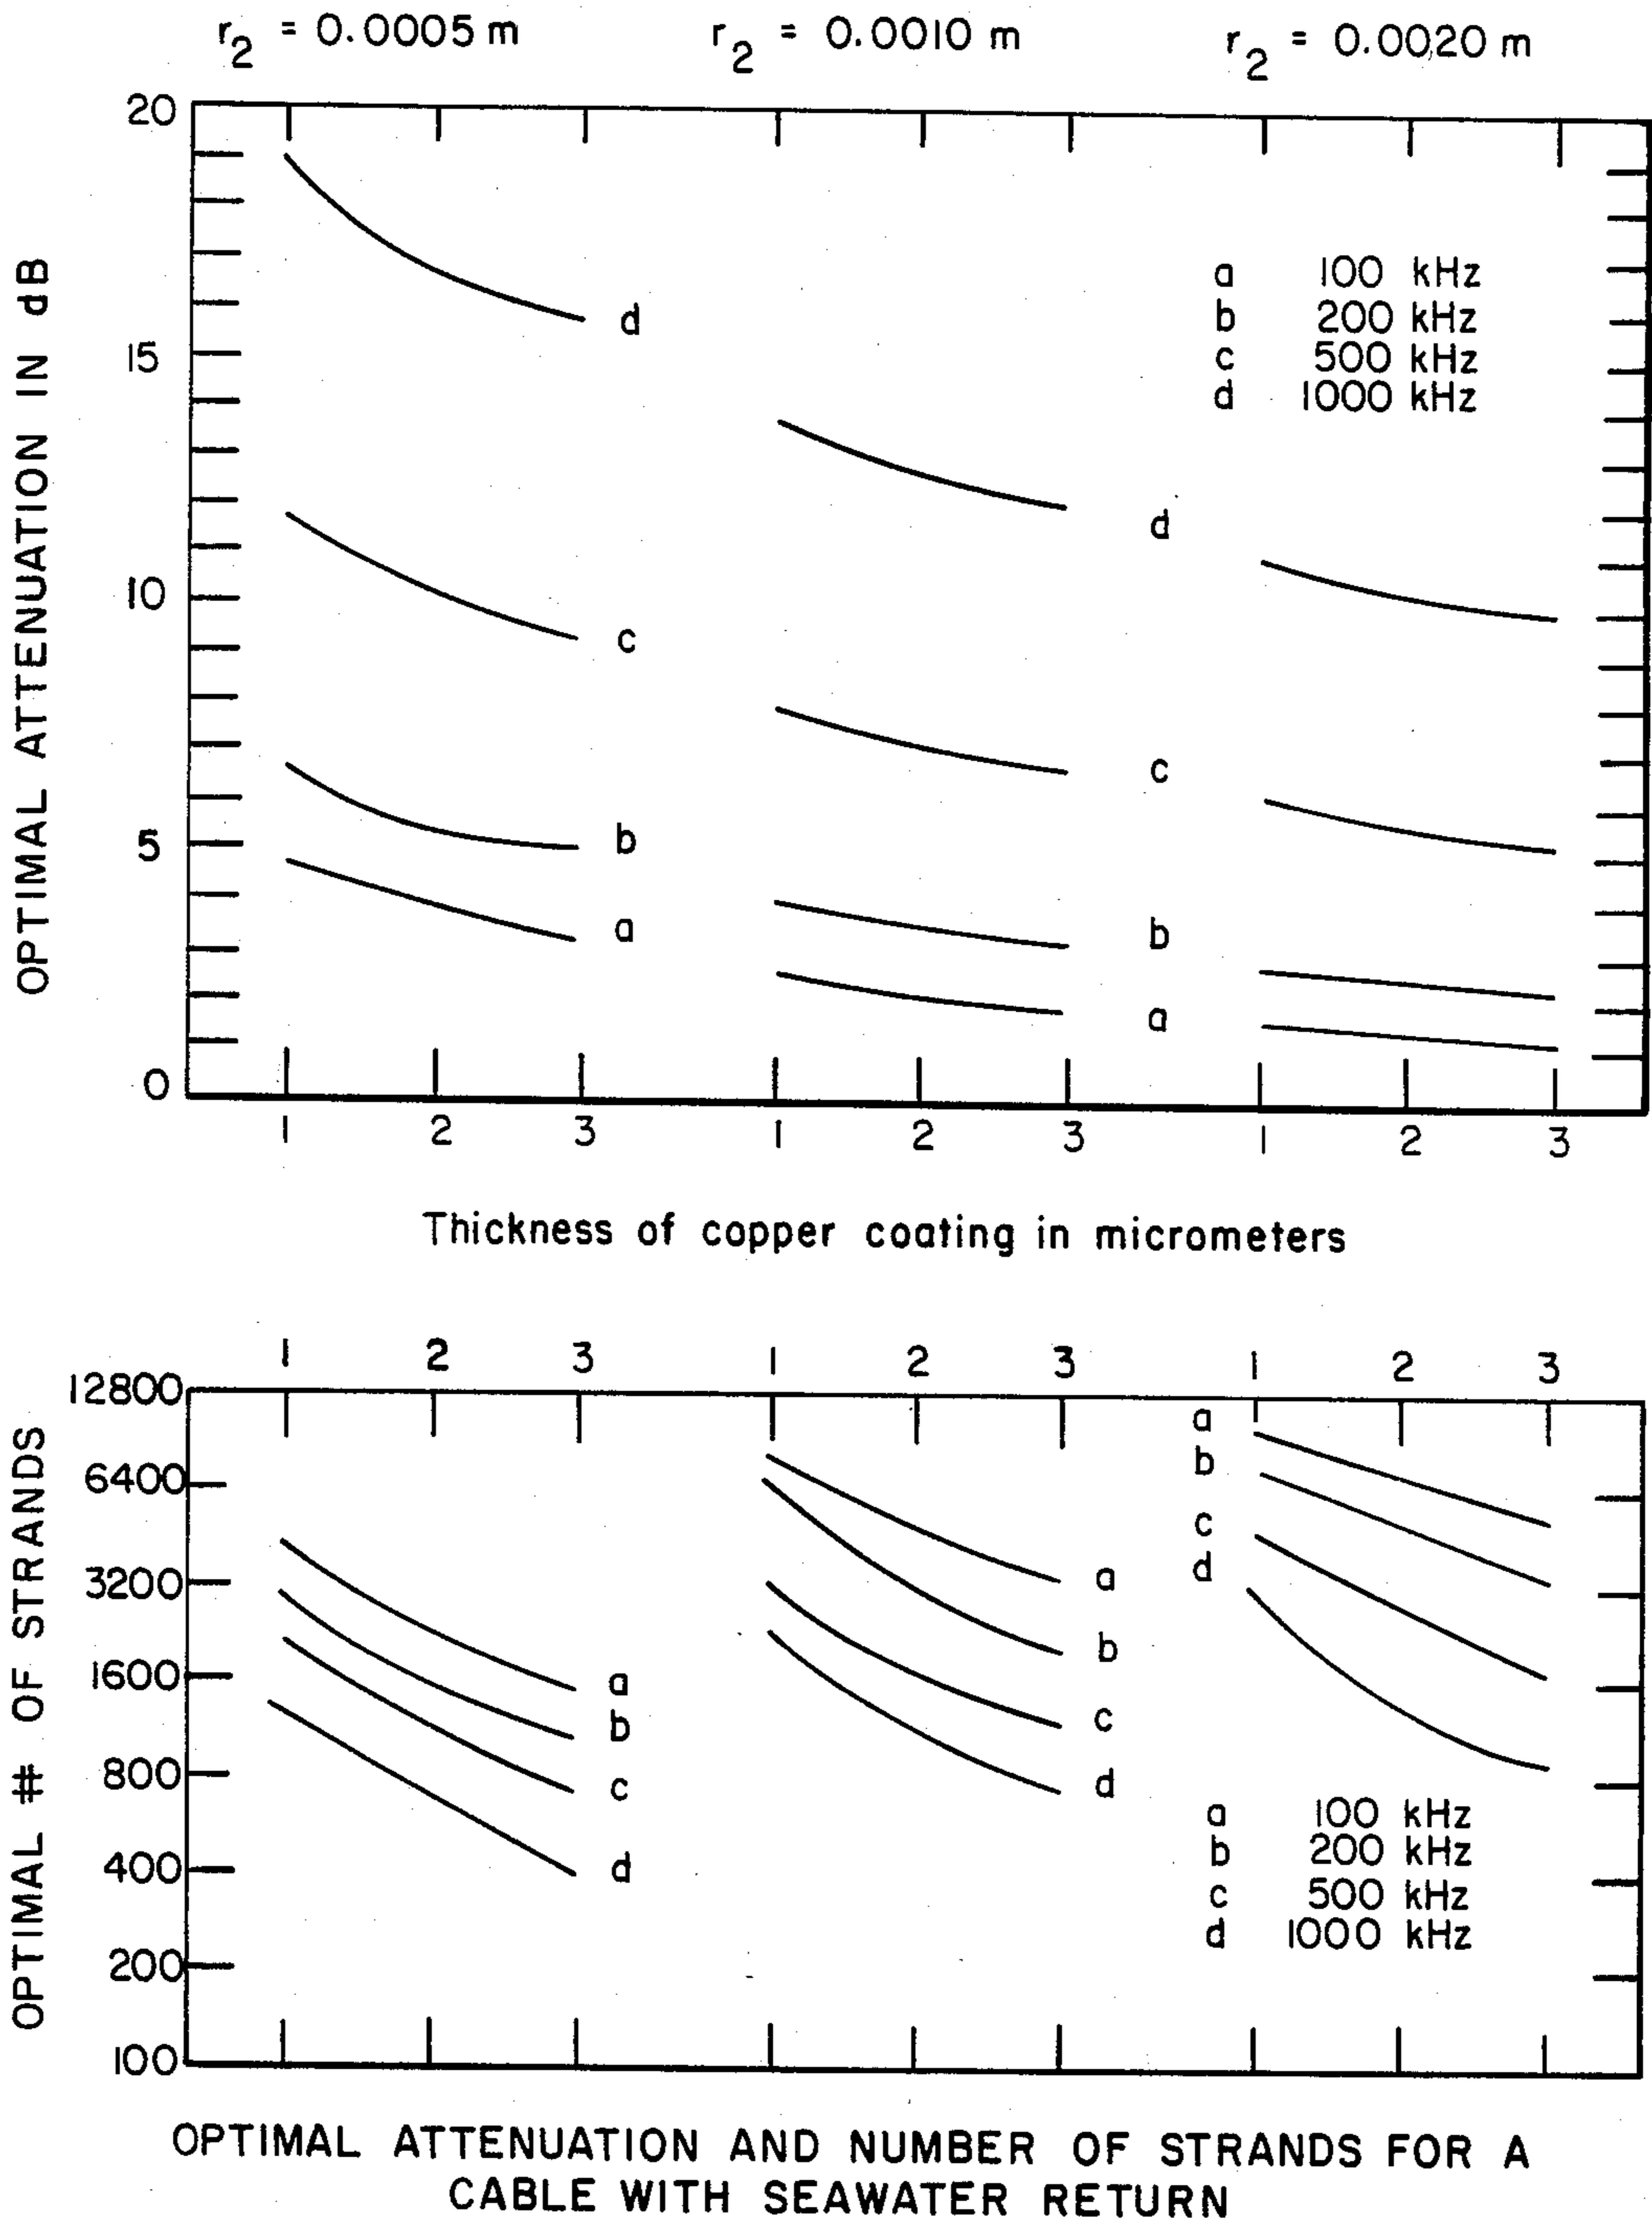 r2 = 0.0005 m r2 = 0.0010 m r2 = 0.0020 m
20
15
10
5
0
OPTIMAL ATTENUATION IN dB
a 100 kHz
b 200 kHz
c 500 kHz
d 1000 kHz
d
c
b
a
d
c
b
a
1 2 3 1 2 3 1 2 3
Thickness of copper coating in micrometers
1 2 3 1 2 3 1 2 3
12800
6400
3200
1600
800
400
200
100
OPTIMAL # OF STRANDS
a
b
c
d
a
b
c
d
a
b
c
d
a 100 kHz
b 200 kHz
c 500 kHz
d 1000 kHz
OPTIMAL ATTENUATION AND NUMBER OF STRANDS FOR A
CABLE WITH SEAWATER RETURN